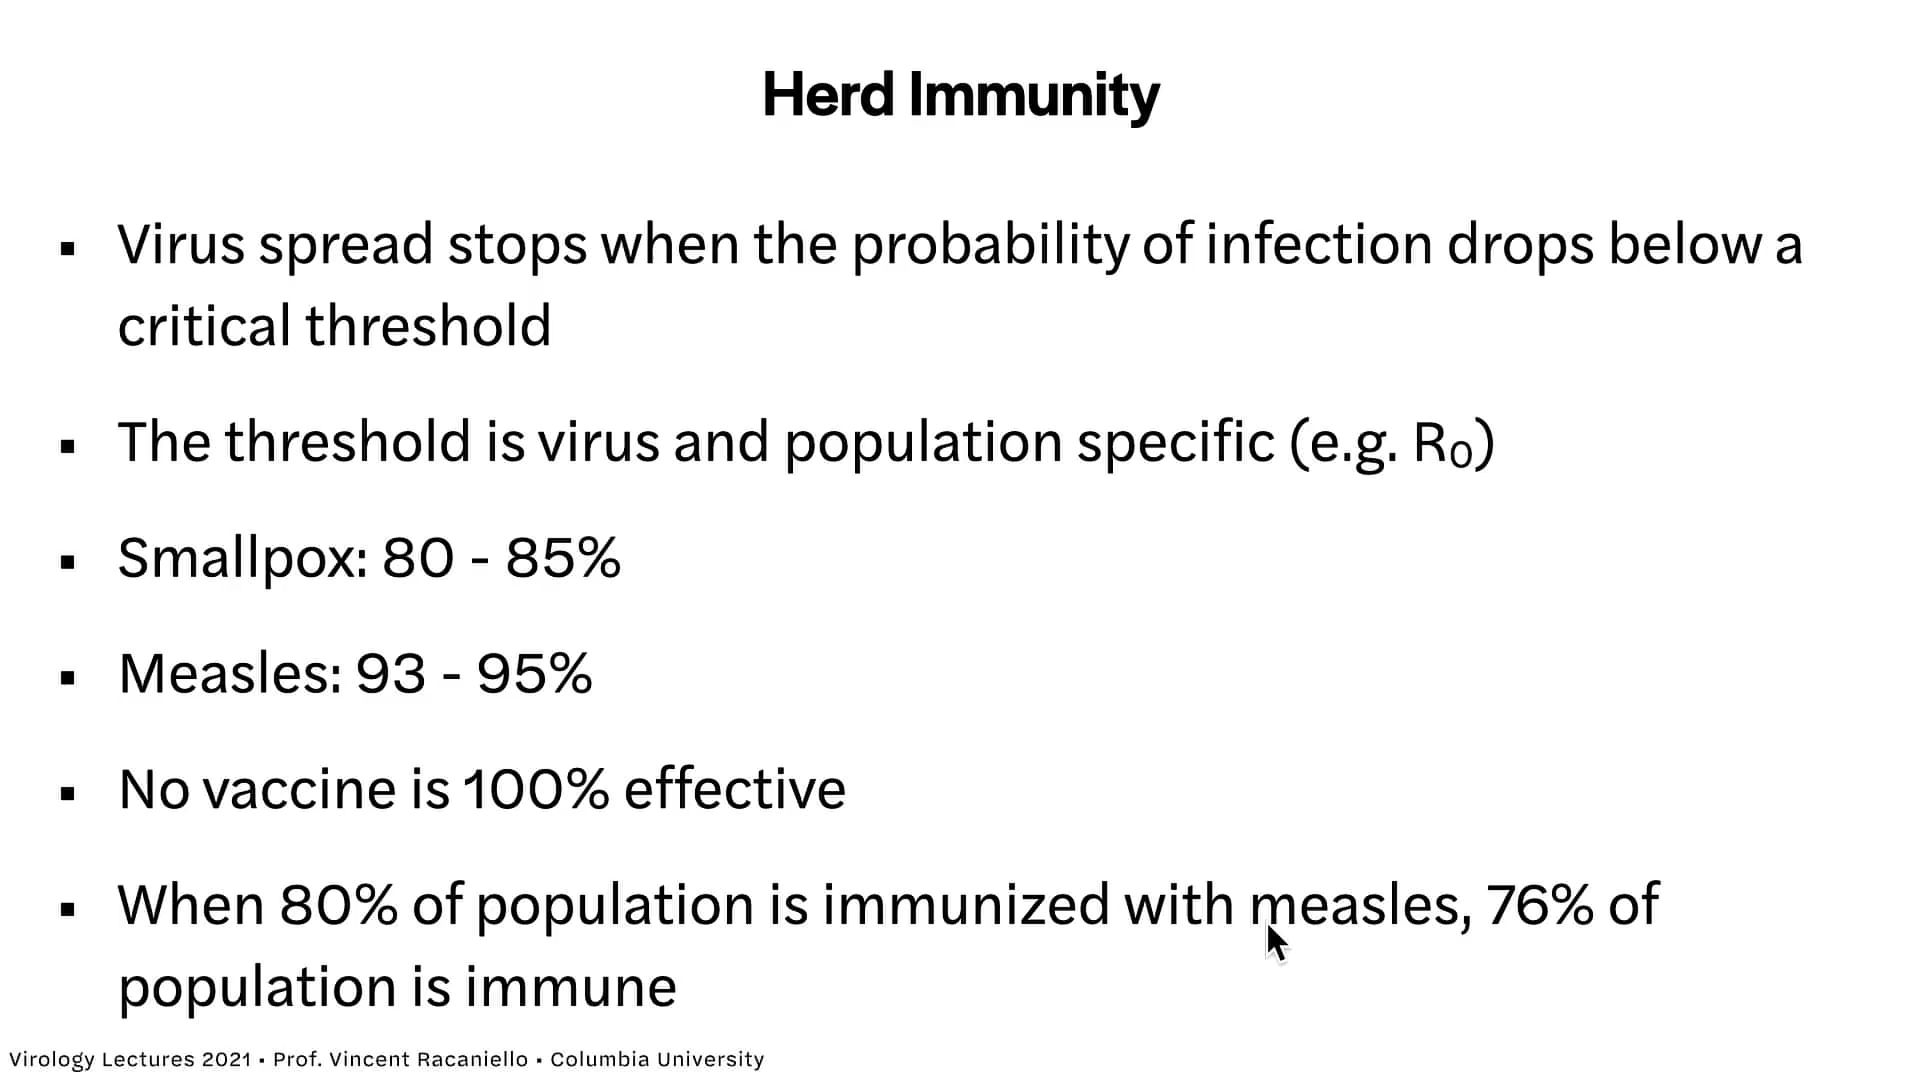 Herd Immunity
▪ Virus spread stops when the probability of infection drops below a
critical threshold
▪ The threshold is virus and population specific (e.g. R₀)
▪ Smallpox: 80 - 85%
▪ Measles: 93 - 95%
▪ No vaccine is 100% effective
▪ When 80% of population is immunized with measles, 76% of
population is immune
Virology Lectures 2021 • Prof. Vincent Racaniello • Columbia University